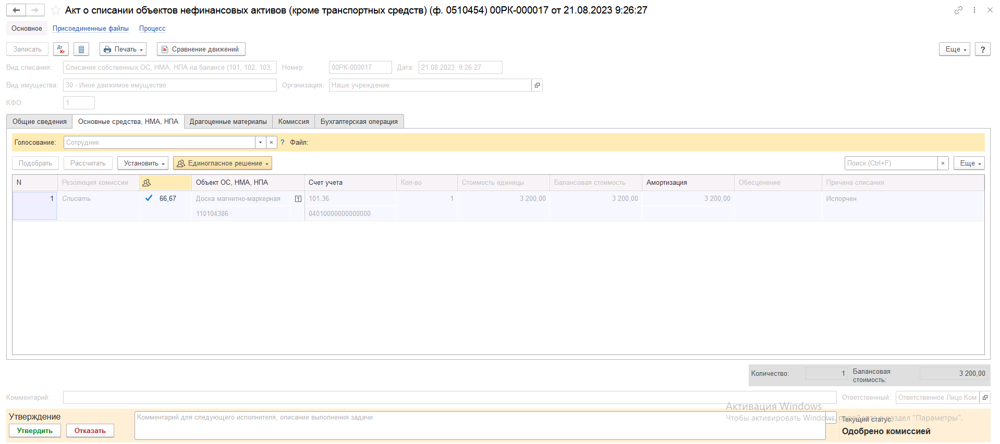 Акт о списании объектов нефинансовых активов (кроме транспортных средств) (ф. 0510454) 00РК-000017 от 21.08.2023 9:26:27
Основное Присоединенные файлы Процесс
Записать Дт Кт Печать Сравнение движений Еще ?
Вид списания: Списание собственных ОС, НМА, НПА на балансе (101, 102, 103, Номер: 00РК-000017 Дата: 21.08.2023 9:26:27
Вид имущества: 30 - Иное движимое имущество Организация: Наше учреждение
КФО: 1
Общие сведения Основные средства, НМА, НПА Драгоценные материалы Комиссия Бухгалтерская операция
Голосование: Сотрудник ? Файл:
Подобрать Рассчитать Установить Единогласное решение Поиск (Ctrl+F) × Еще
N Резолюция комиссии Объект ОС, НМА, НПА Счет учета Кол-во Стоимость единицы Балансовая стоимость Амортизация Обесценение Причина списания
1 Списать 66,67 Доска магнитно-маркерная 1 101.36 1 3 200,00 3 200,00 3 200,00 Испорчен
110104386 04010000000000000
Количество: 1 Балансовая стоимость: 3 200,00
Комментарий: Ответственный: Ответственное Лицо Ком
Активация Windows
Чтобы активировать Windows, перейдите в раздел "Параметры".
Утверждение Комментарий для следующего исполнителя, описание выполнения задачи Текущий статус:
Утвердить Отказать Одобрено комиссией